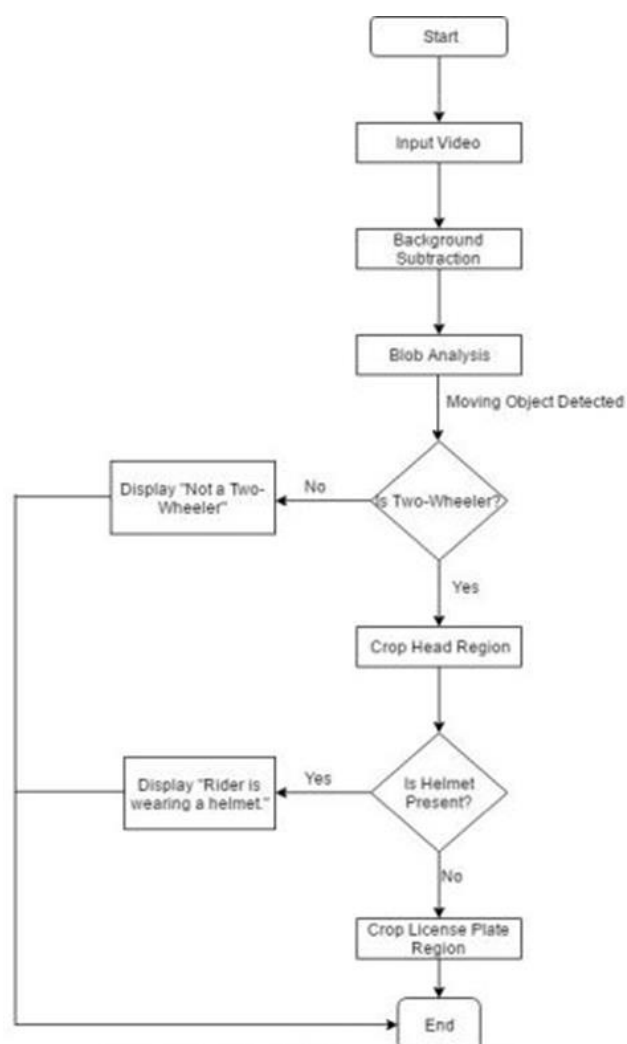 Start
Input Video
Background
Subtraction
Blob Analysis
Moving Object Detected
Is Two-Wheeler?
No
Display "Not a Two-
Wheeler"
Yes
Crop Head Region
Is Helmet
Present?
Yes
Display "Rider is
wearing a helmet."
No
Crop License Plate
Region
End